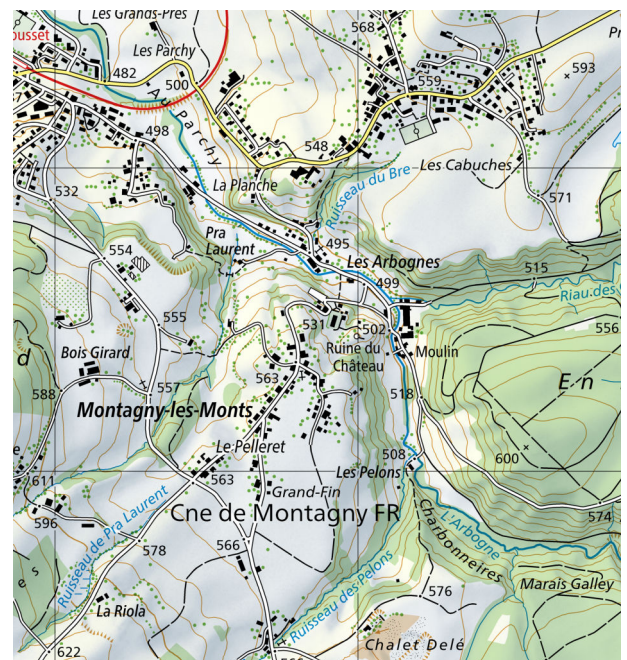 Les Grands-Prés
ousset
Les Parchy
568
593
482
500
559
Au Parchy
498
548
Les Cabuches
La Planche
Ruisseau du Bre
532
571
Pra
Laurent
495
554
Les Arbognes
515
499
Riau des
555
531
502
556
Bois Girard
Ruine du
Château
Moulin
d
563
En
588
557
518
Montagny-les-Monts
Le Pelleret
508
600
611
563
Les Pelons
Grand-Fin
596
Cne de Montagny FR
574
L'Arbogne
578
566
Charbonneires
Ruisseau de Pra Laurent
Ruisseau des Pelons
es
576
Marais Galley
La Riola
622
Chalet Delé